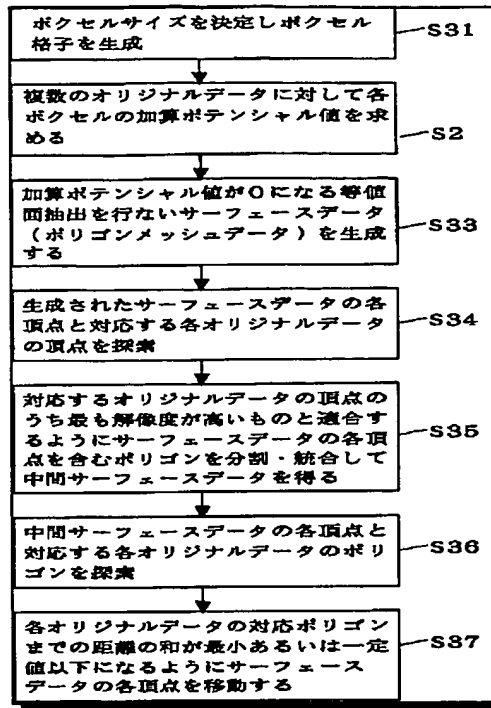 ボクセルサイズを決定しボクセル
格子を生成
S31
複数のオリジナルデータに対して各
ボクセルの加算ポテンシャル値を求
める
S2
加算ポテンシャル値が0になる等値
面抽出を行ないサーフェースデータ
(ポリゴンメッシュデータ)を生成
する
S33
生成されたサーフェースデータの各
頂点と対応する各オリジナルデータ
の頂点を探索
S34
対応するオリジナルデータの頂点の
うち最も解像度が高いものと適合す
るようにサーフェースデータの各頂
点を含むポリゴンを分割・統合して
中間サーフェースデータを得る
S35
中間サーフェースデータの各頂点と
対応する各オリジナルデータのポリ
ゴンを探索
S36
各オリジナルデータの対応ポリゴン
までの距離の和が最小あるいは一定
値以下になるようにサーフェース
データの各頂点を移動する
S37